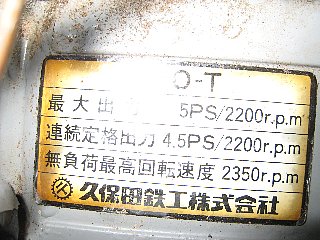 O-T
最大出 5PS/2200r.p.m
連続定格出力 4.5PS/2200r.p.m
無負荷最高回転速度 2350r.p.m
久保田鉄工株式会社